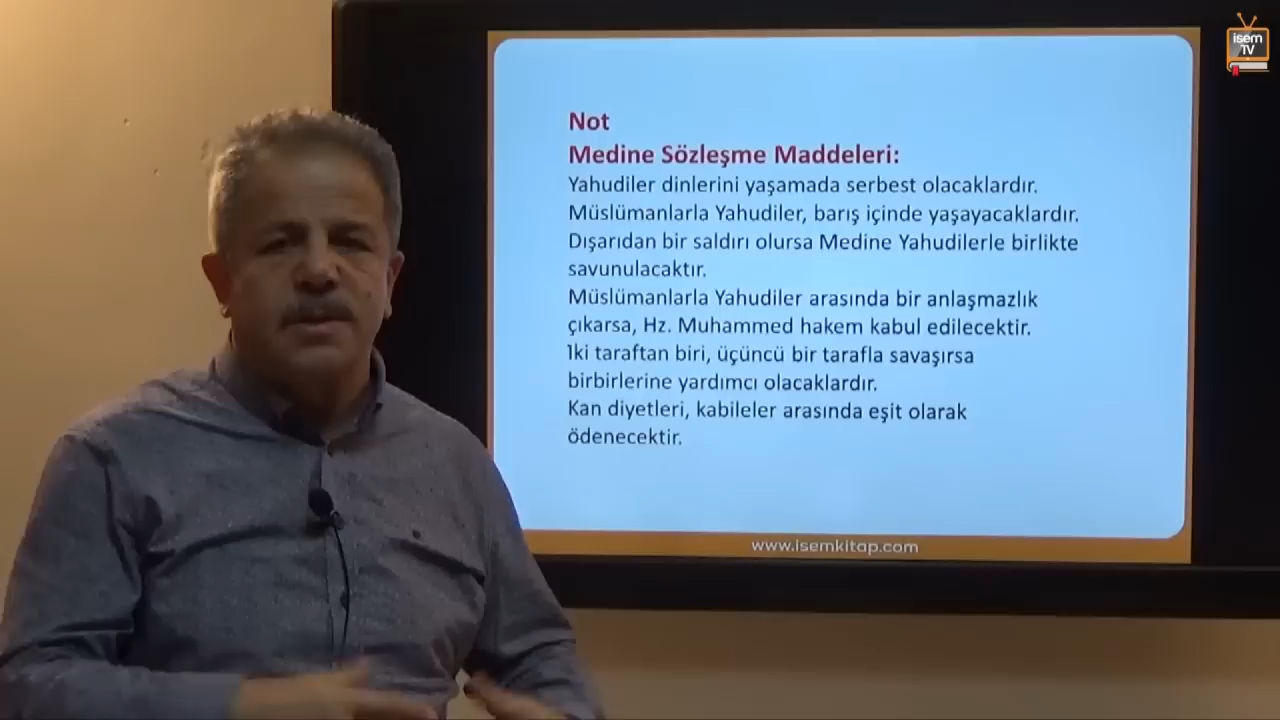 isem
TV
Not
Medine Sözleşme Maddeleri:
Yahudiler dinlerini yaşamada serbest olacaklardır.
Müslümanlarla Yahudiler, barış içinde yaşayacaklardır.
Dışarıdan bir saldırı olursa Medine Yahudilerle birlikte
savunulacaktır.
Müslümanlarla Yahudiler arasında bir anlaşmazlık
çıkarsa, Hz. Muhammed hakem kabul edilecektir.
İki taraftan biri, üçüncü bir tarafla savaşırsa
birbirlerine yardımcı olacaklardır.
Kan diyetleri, kabileler arasında eşit olarak
ödenecektir.
www.isemkitap.com